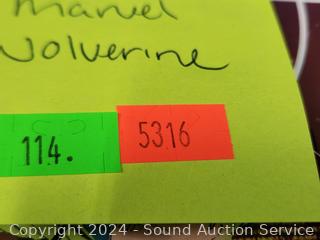 Marvel
Wolverine
114.
5316
Copyright © 2024 - Sound Auction Service